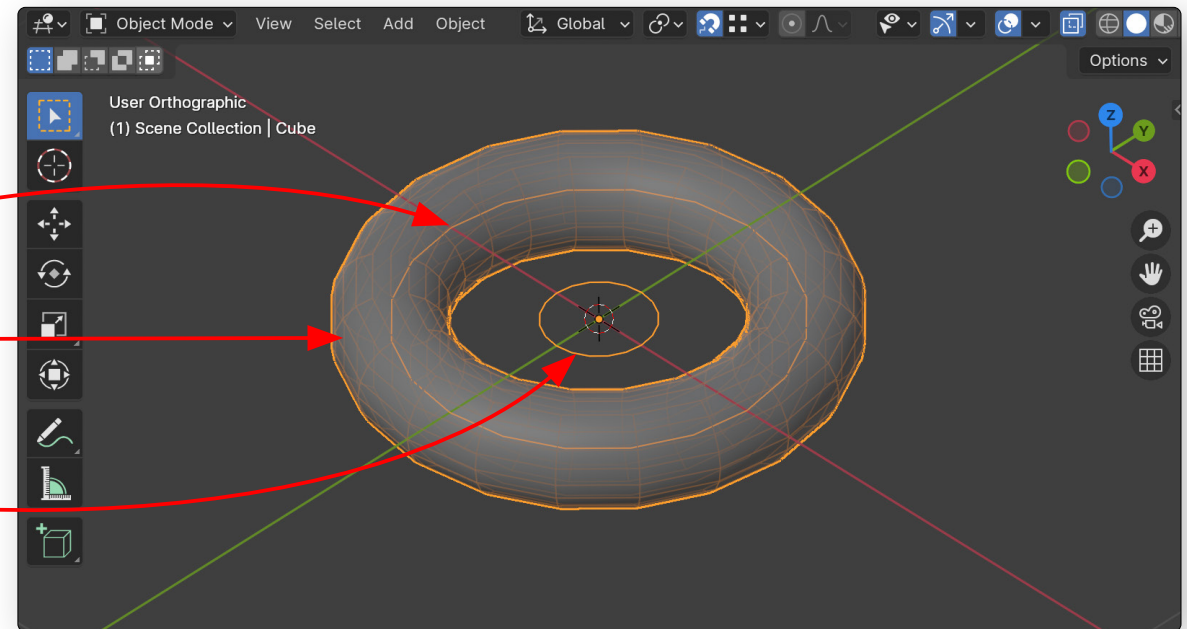 Object Mode View Select Add Object Global
Options
User Orthographic
(1) Scene Collection | Cube
Z
Y
X